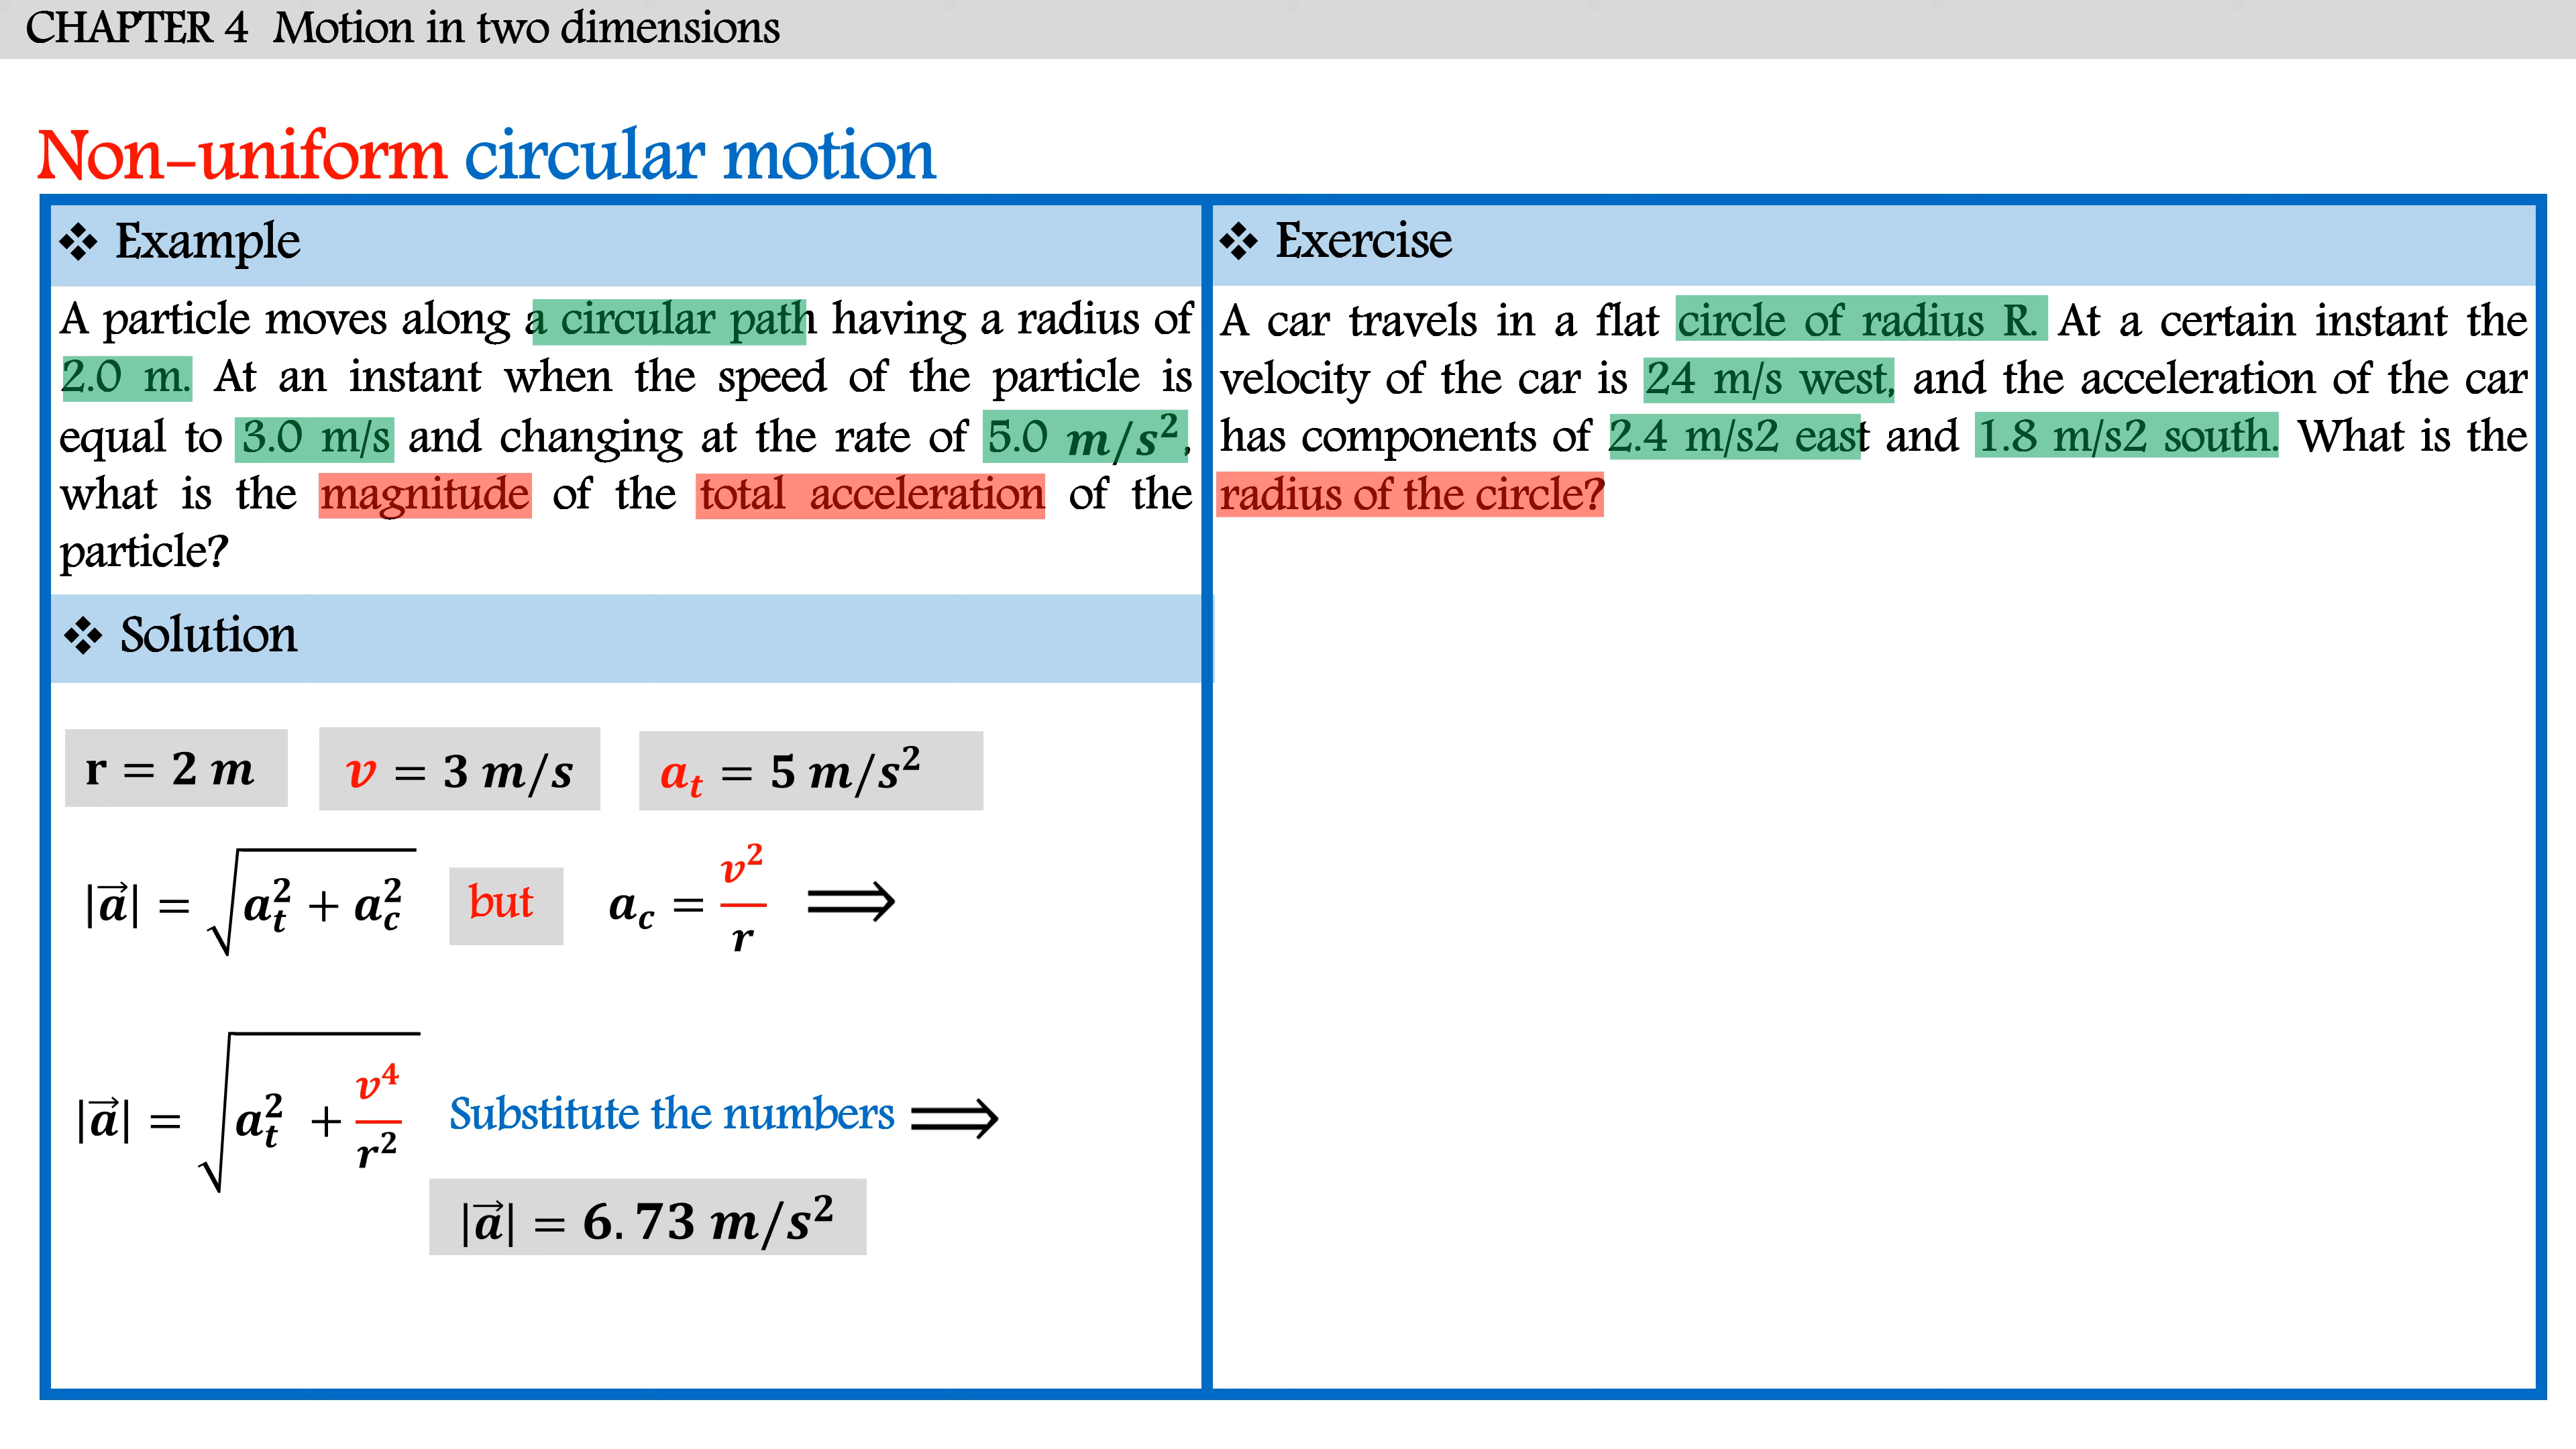 CHAPTER 4 Motion in two dimensions
Non-uniform circular motion
❖ Example
A particle moves along a circular path having a radius of
2.0 m. At an instant when the speed of the particle is
equal to 3.0 m/s and changing at the rate of 5.0 m/s²,
what is the magnitude of the total acceleration of the
particle?
❖ Solution
r = 2 m v = 3 m/s a_t = 5 m/s²
|a⃗| = √(a_t² + a_c²) but a_c = v²/r ⟹
|a⃗| = √(a_t² + v⁴/r²) Substitute the numbers ⟹
|a⃗| = 6.73 m/s²
❖ Exercise
A car travels in a flat circle of radius R. At a certain instant the
velocity of the car is 24 m/s west, and the acceleration of the car
has components of 2.4 m/s2 east and 1.8 m/s2 south. What is the
radius of the circle?